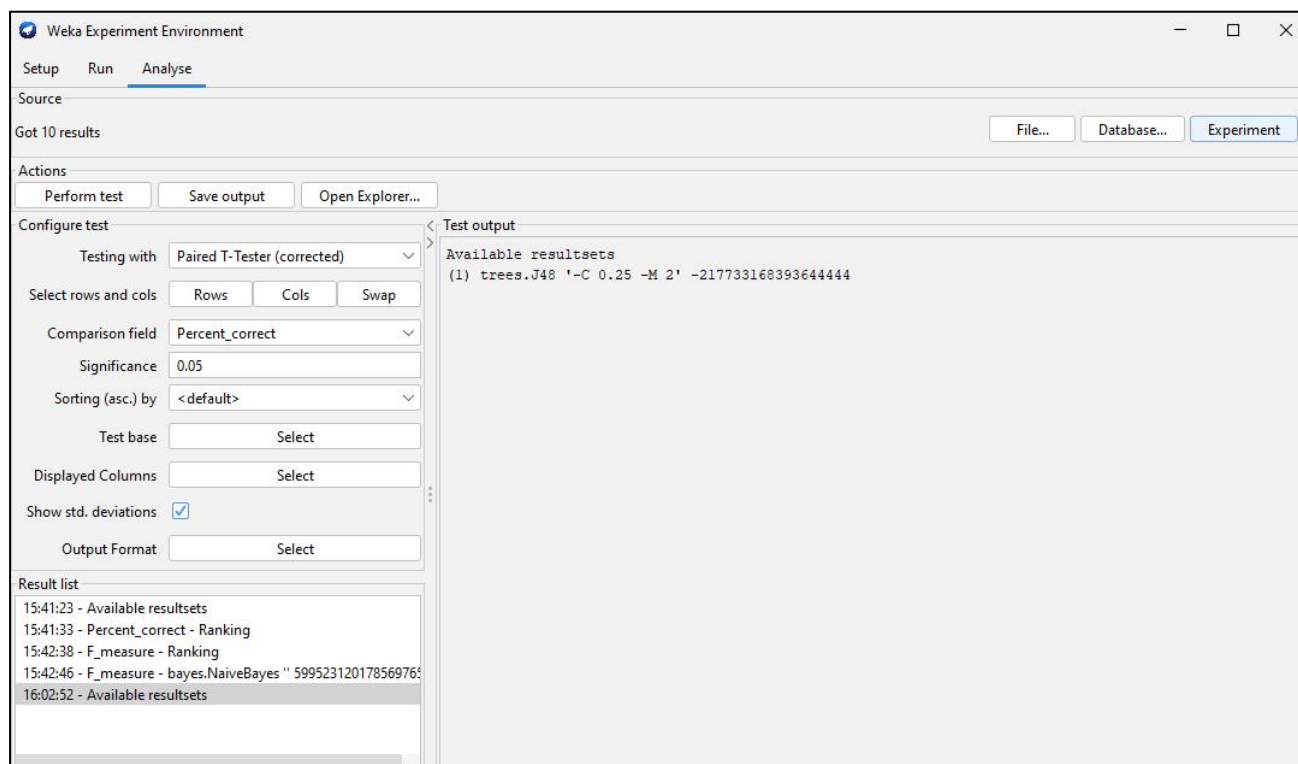 Weka Experiment Environment
Setup Run Analyse
Source
Got 10 results
File... Database... Experiment
Actions
Perform test Save output Open Explorer...
Configure test
Testing with Paired T-Tester (corrected)
Select rows and cols Rows Cols Swap
Comparison field Percent_correct
Significance 0.05
Sorting (asc.) by <default>
Test base Select
Displayed Columns Select
Show std. deviations
Output Format Select
Result list
15:41:23 - Available resultsets
15:41:33 - Percent_correct - Ranking
15:42:38 - F_measure - Ranking
15:42:46 - F_measure - bayes.NaiveBayes '' 599523120178569765
16:02:52 - Available resultsets
Test output
Available resultsets
(1) trees.J48 '-C 0.25 -M 2' -217733168393644444